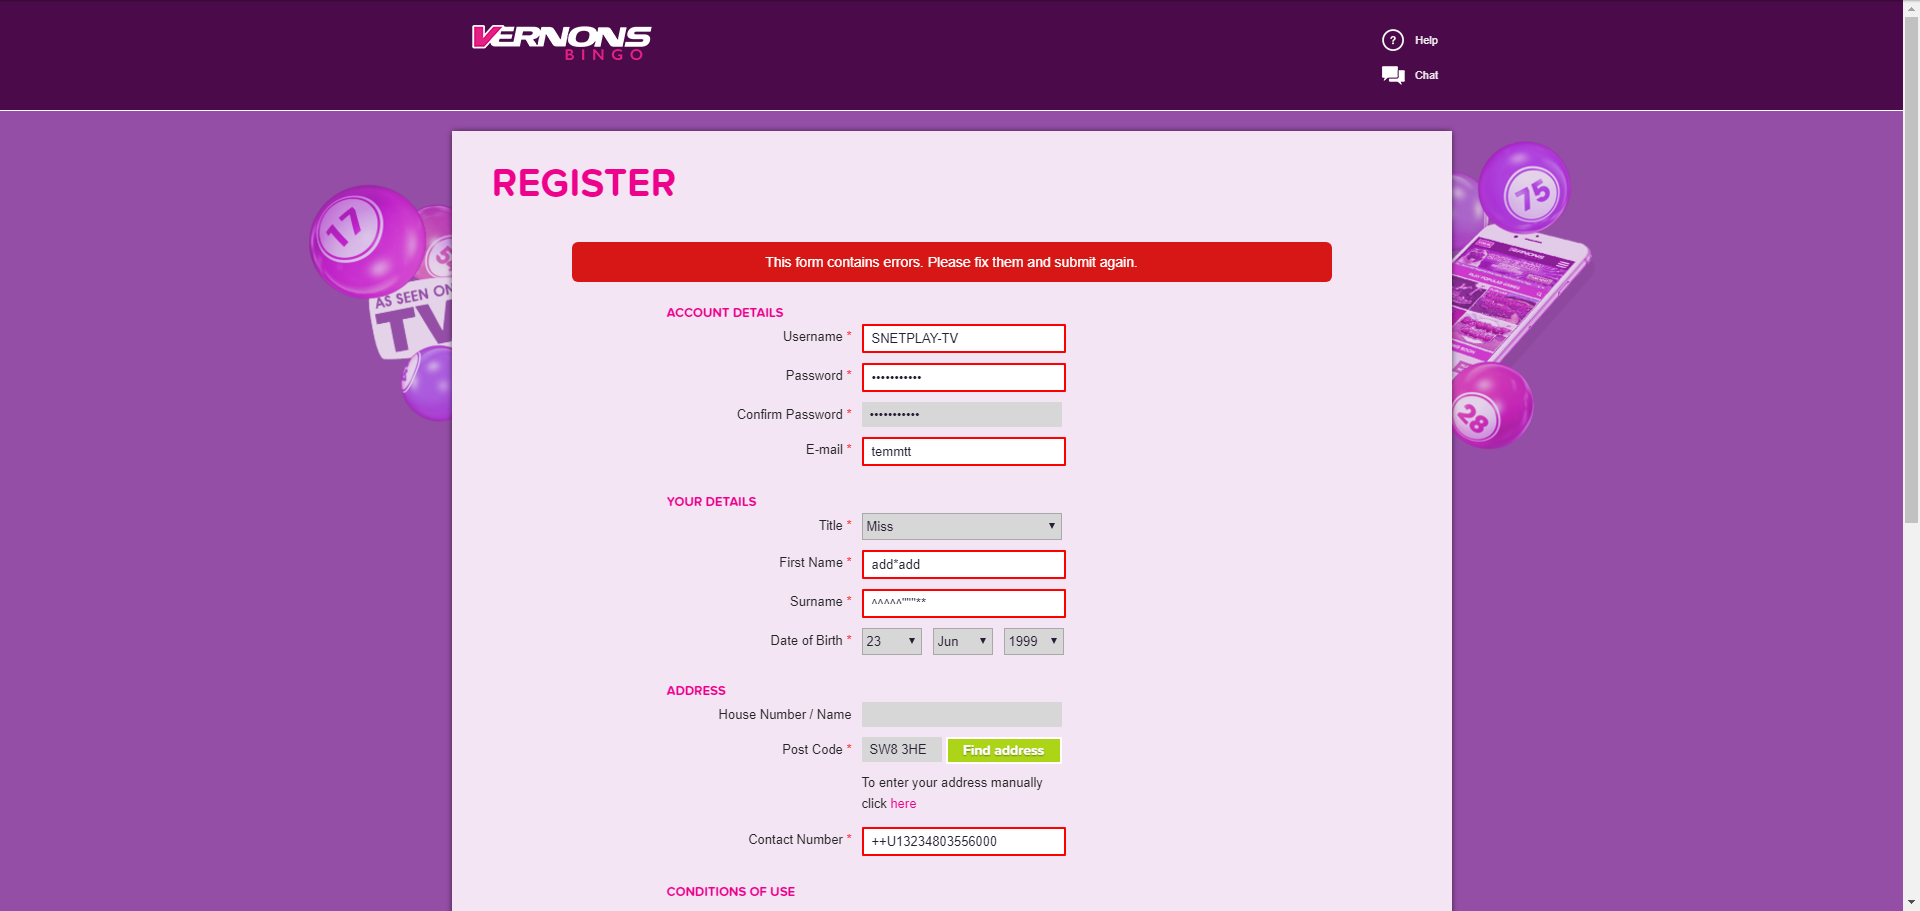 VERNONS
BINGO
? Help
Chat
REGISTER
17
75
AS SEEN ON
TV
28
This form contains errors. Please fix them and submit again.
ACCOUNT DETAILS
Username * SNETPLAY-TV
Password * •••••••••••
Confirm Password * •••••••••••
E-mail * temmtt
YOUR DETAILS
Title * Miss
First Name * add*add
Surname * ^^^^^"""**
Date of Birth * 23 Jun 1999
ADDRESS
House Number / Name
Post Code * SW8 3HE Find address
To enter your address manually
click here
Contact Number * ++U13234803556000
CONDITIONS OF USE